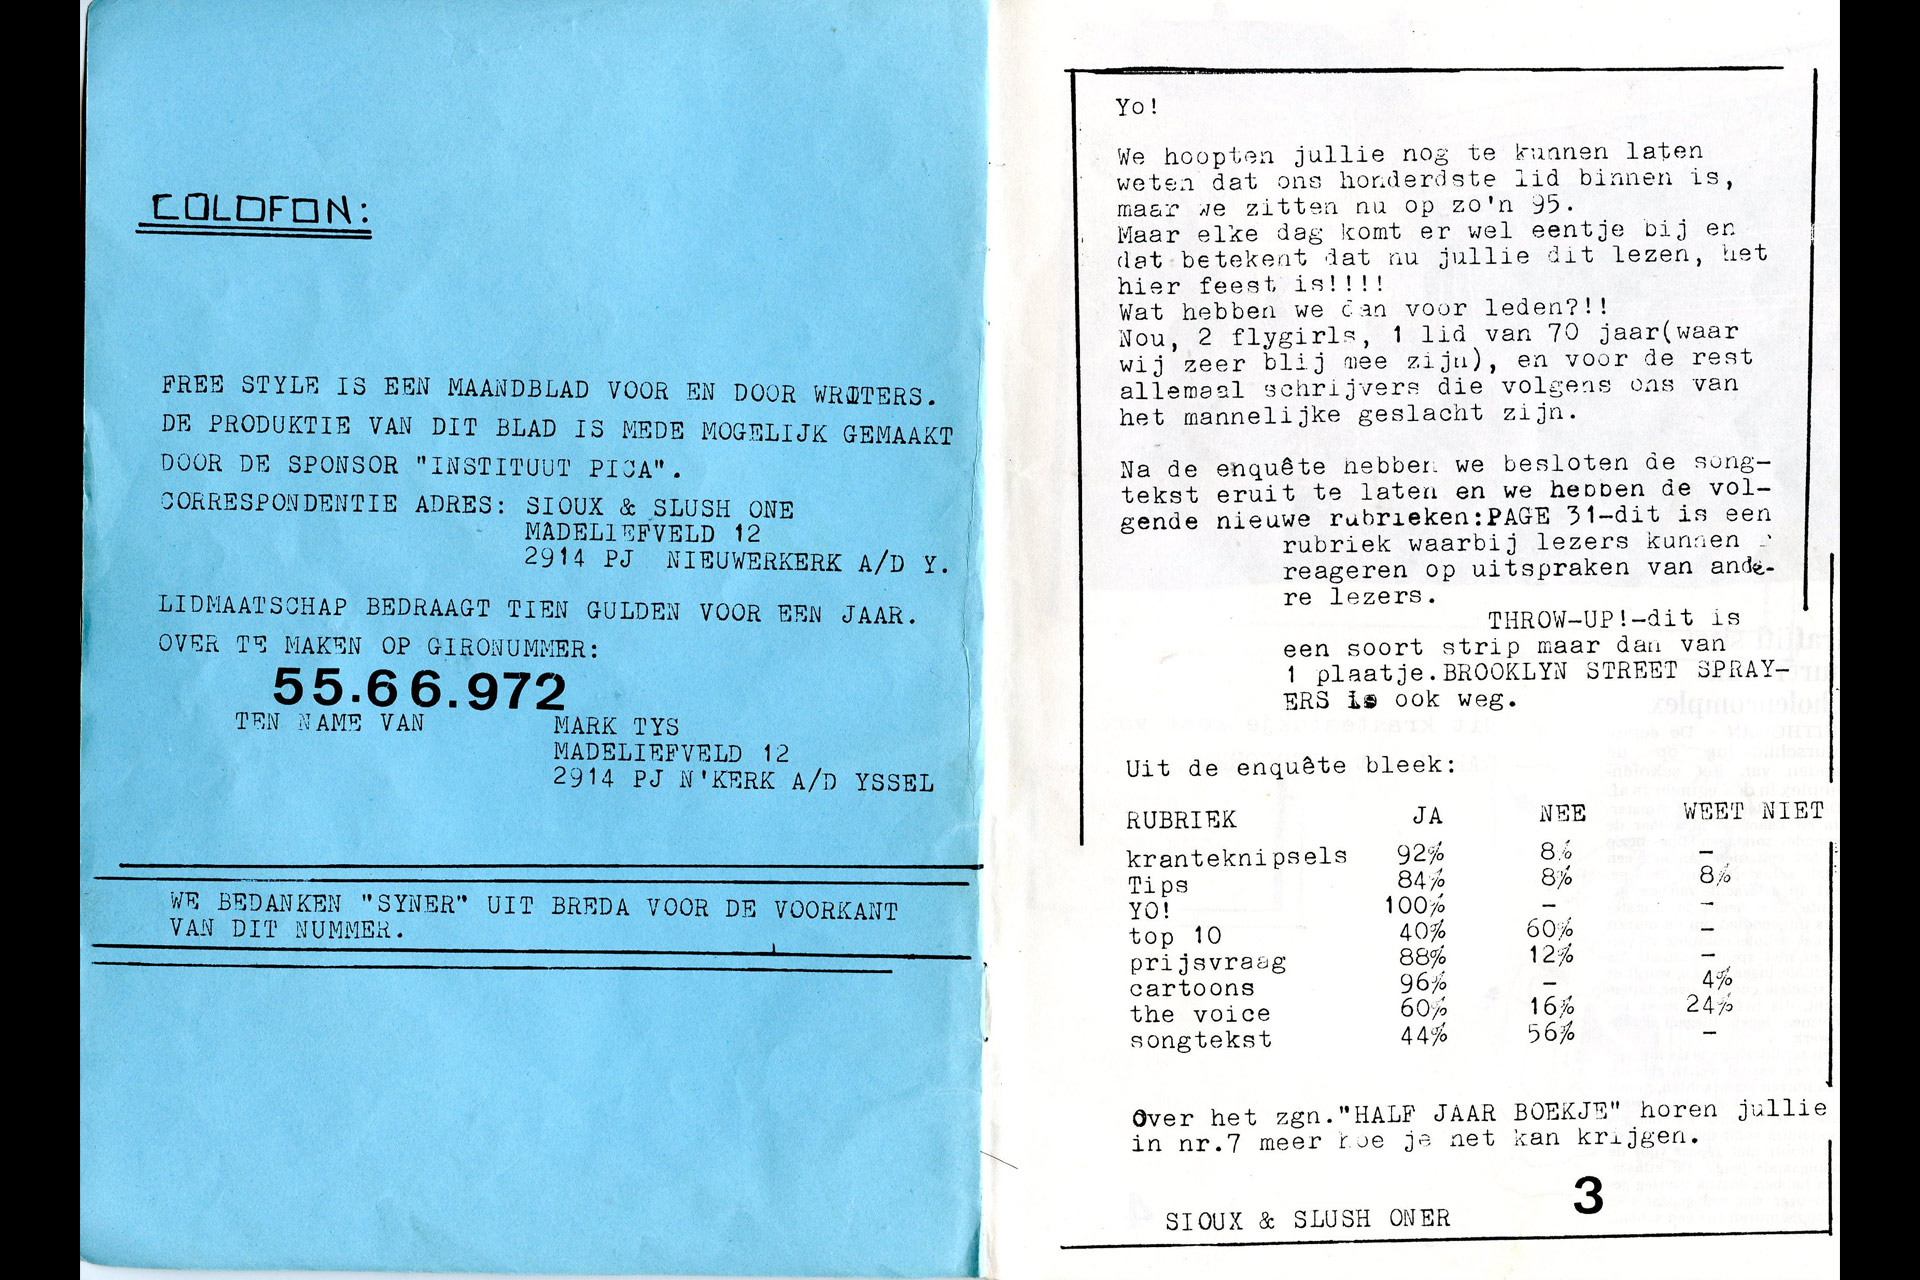 COLOFON:
FREE STYLE IS EEN MAANDBLAD VOOR EN DOOR WRITERS.
DE PRODUKTIE VAN DIT BLAD IS MEDE MOGELIJK GEMAAKT
DOOR DE SPONSOR "INSTITUUT PICA".
CORRESPONDENTIE ADRES: SIOUX & SLUSH ONE
MADELIEFVELD 12
2914 PJ NIEUWERKERK A/D Y.
LIDMAATSCHAP BEDRAAGT TIEN GULDEN VOOR EEN JAAR.
OVER TE MAKEN OP GIRONUMMER:
55.66.972
TEN NAME VAN MARK TYS
MADELIEFVELD 12
2914 PJ N'KERK A/D YSSEL
WE BEDANKEN "SYNER" UIT BREDA VOOR DE VOORKANT
VAN DIT NUMMER.
Yo!
We hoopten jullie nog te kunnen laten
weten dat ons honderdste lid binnen is,
maar we zitten nu op zo'n 95.
Maar elke dag komt er wel eentje bij en
dat betekent dat nu jullie dit lezen, het
hier feest is!!!!
Wat hebben we dan voor leden?!!
Nou, 2 flygirls, 1 lid van 70 jaar(waar
wij zeer blij mee zijn), en voor de rest
allemaal schrijvers die volgens ons van
het mannelijke geslacht zijn.
Na de enquête hebben we besloten de song-
tekst eruit te laten en we hebben de vol-
gende nieuwe rubrieken:PAGE 31-dit is een
rubriek waarbij lezers kunnen
reageren op uitspraken van ande-
re lezers.
THROW-UP!-dit is
een soort strip maar dan van
1 plaatje.BROOKLYN STREET SPRAY-
ERS is ook weg.
Uit de enquête bleek:
RUBRIEK JA NEE WEET NIET
kranteknipsels 92% 8% -
Tips 84% 8% 8%
YO! 100% - -
top 10 40% 60% -
prijsvraag 88% 12% -
cartoons 96% - 4%
the voice 60% 16% 24%
songtekst 44% 56% -
Over het zgn."HALF JAAR BOEKJE" horen jullie
in nr.7 meer hoe je het kan krijgen.
SIOUX & SLUSH ONER
3